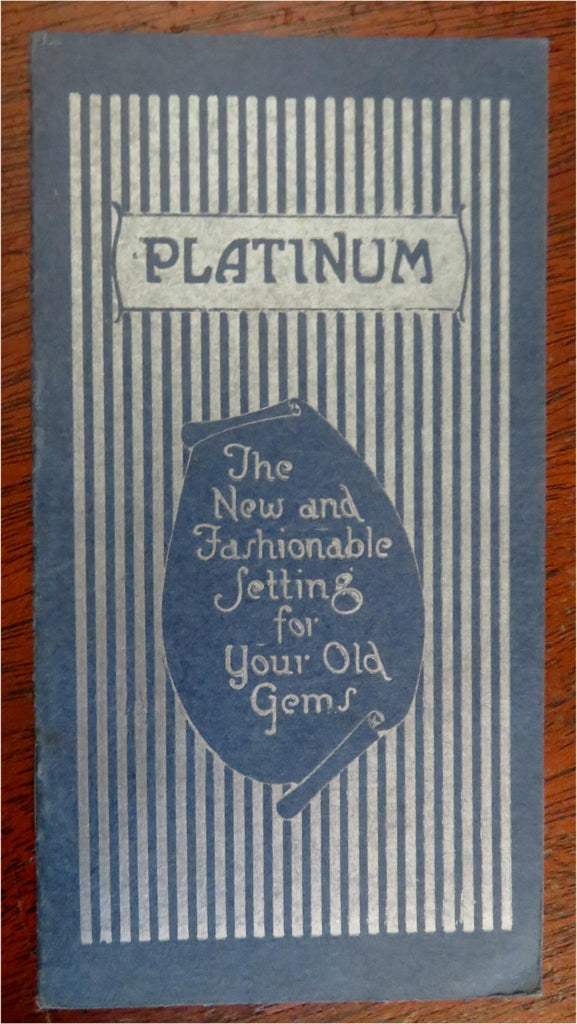 PLATINUM
The
New and
Fashionable
Setting
for
Your Old
Gems